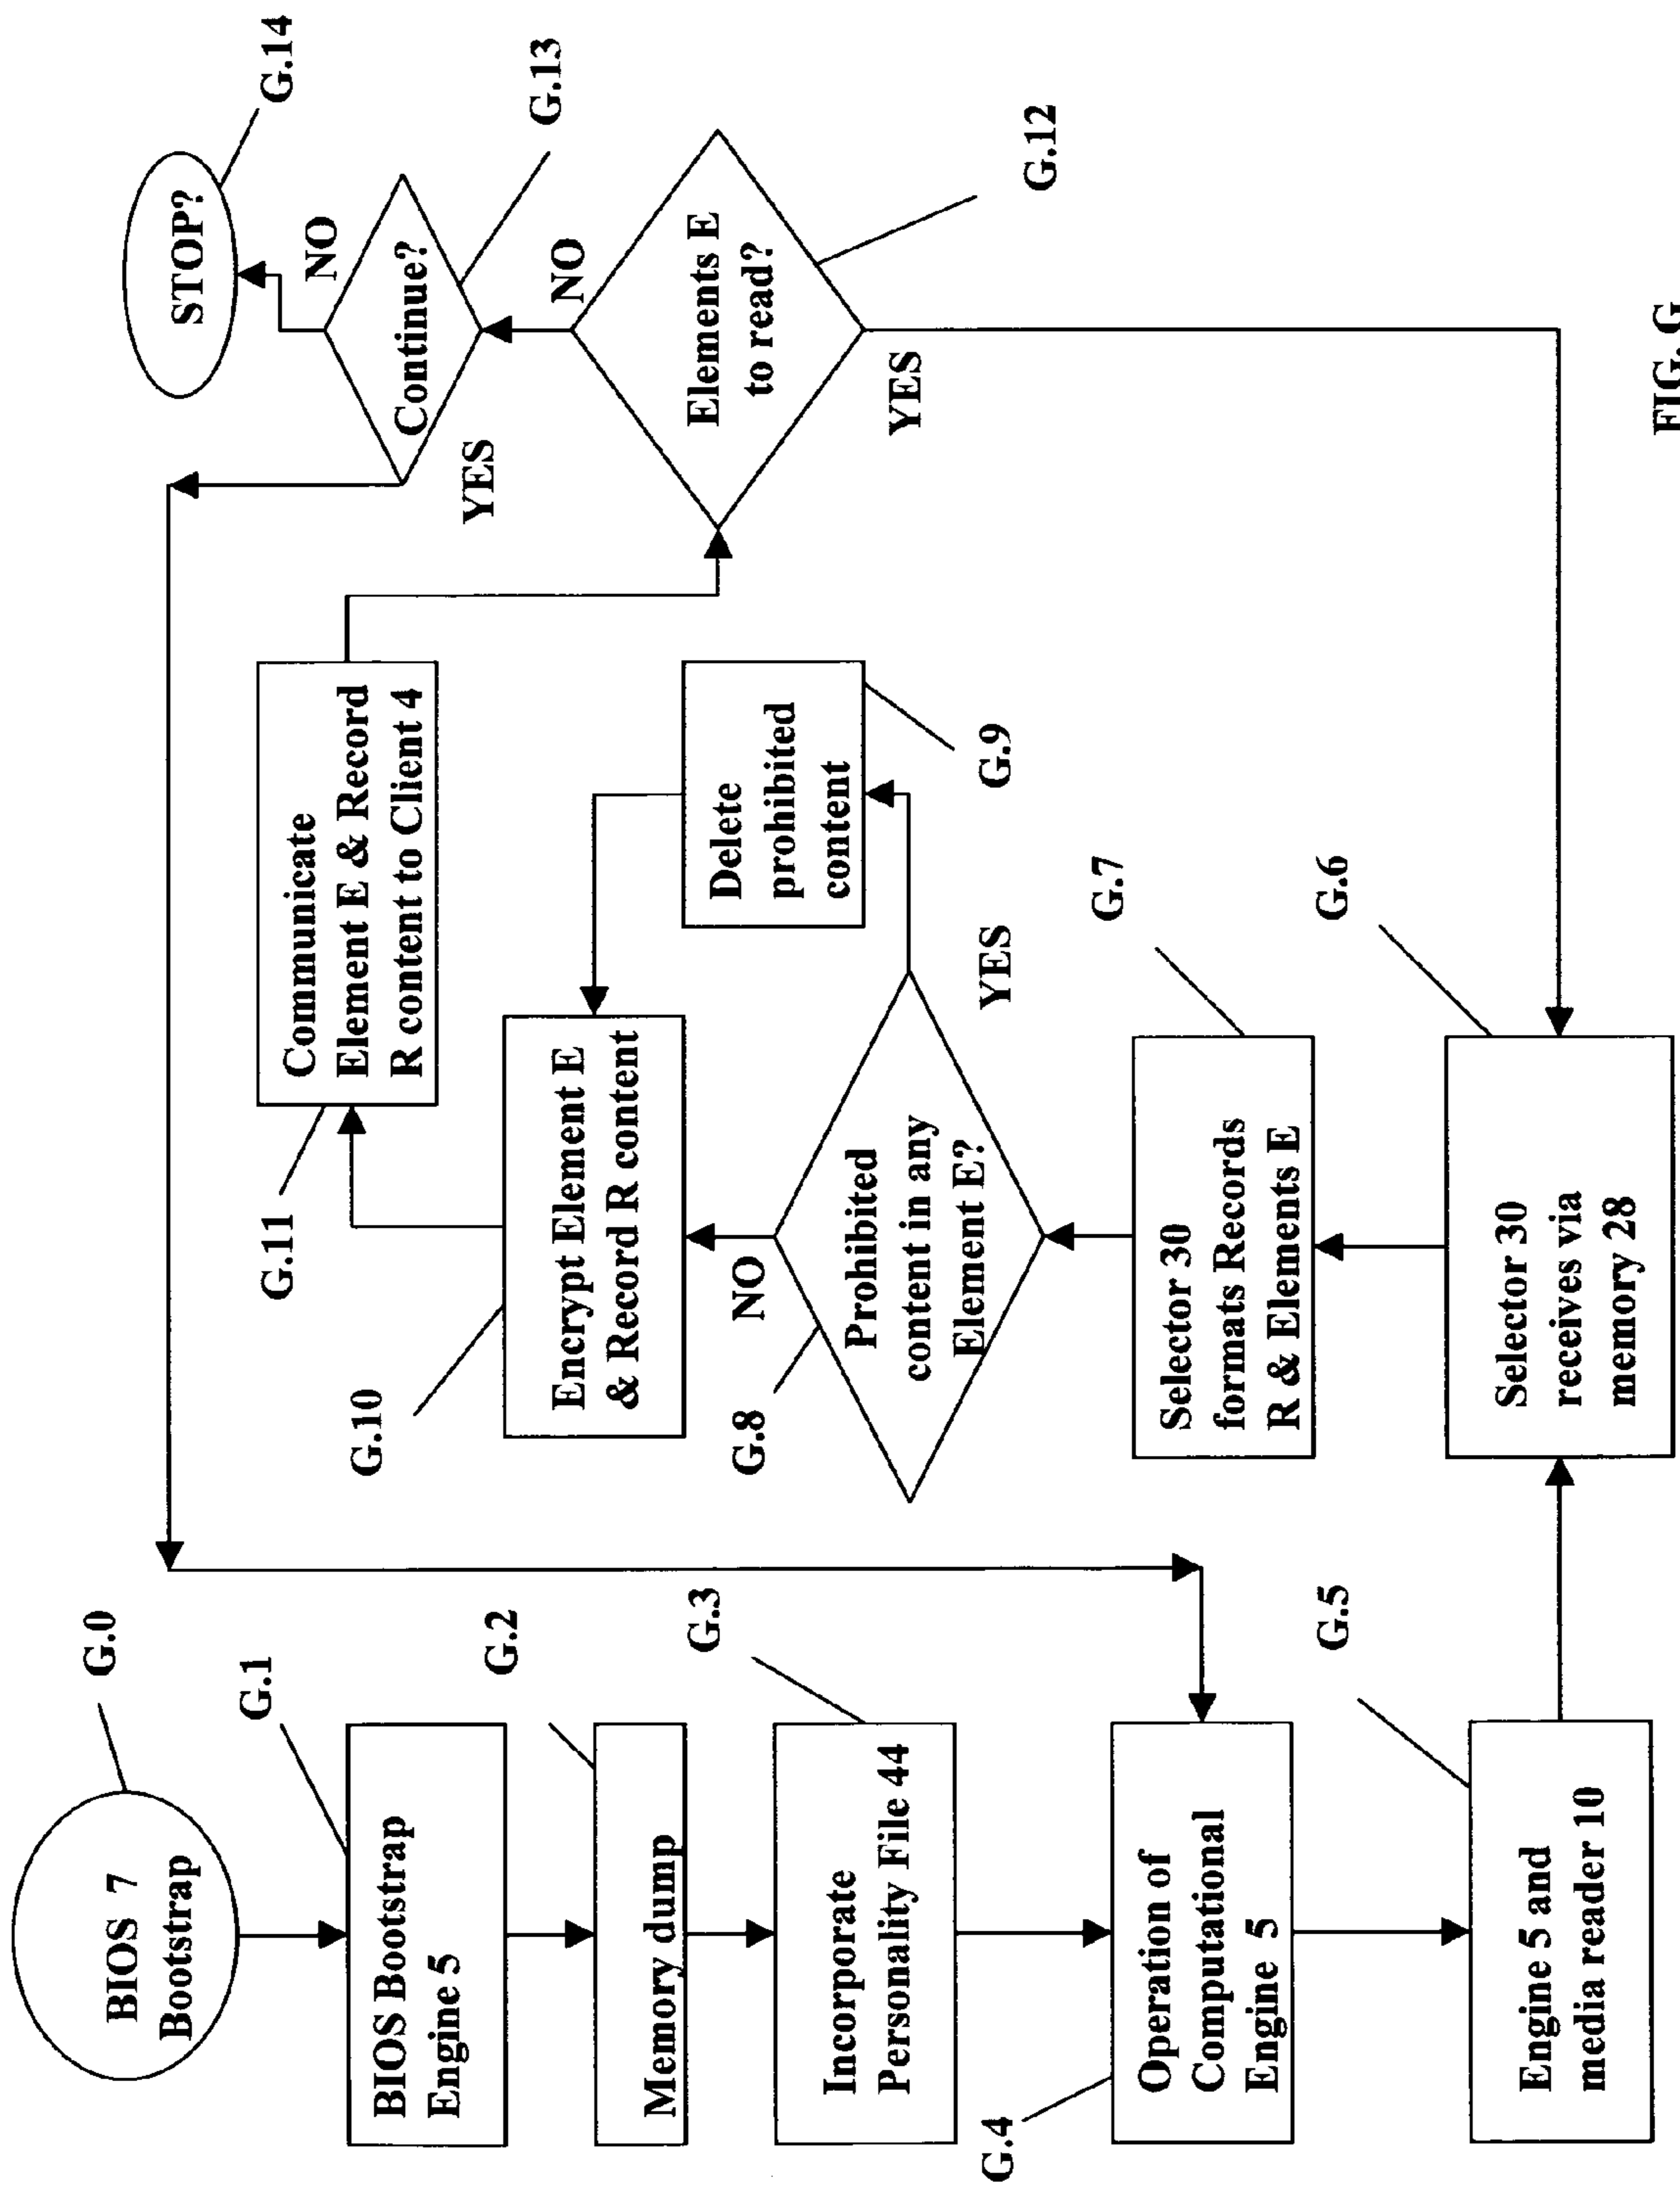 G.0
BIOS 7
Bootstrap
G.1
BIOS Bootstrap
Engine 5
G.2
Memory dump
G.3
Incorporate
Personality File 44
G.4
Operation of
Computational
Engine 5
G.5
Engine 5 and
media reader 10
G.6
Selector 30
receives via
memory 28
G.7
Selector 30
formats Records
R & Elements E
G.8
Prohibited
content in any
Element E?
YES
NO
G.9
Delete
prohibited
content
G.10
Encrypt Element E
& Record R content
G.11
Communicate
Element E & Record
R content to Client 4
G.12
Elements E
to read?
YES
NO
G.13
Continue?
YES
NO
G.14
STOP?
FIG. G